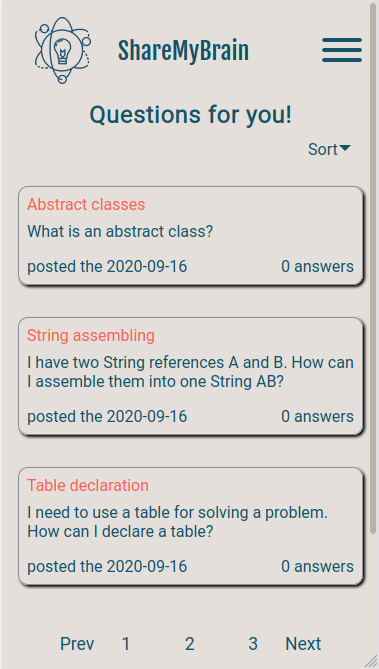 ShareMyBrain
Questions for you!
Sort
Abstract classes
What is an abstract class?
posted the 2020-09-16 0 answers
String assembling
I have two String references A and B. How can
I assemble them into one String AB?
posted the 2020-09-16 0 answers
Table declaration
I need to use a table for solving a problem.
How can I declare a table?
posted the 2020-09-16 0 answers
Prev 1 2 3 Next